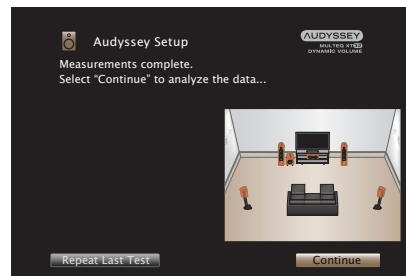 Audyssey Setup
AUDYSSEY
MULTEQ XT32
DYNAMIC VOLUME
Measurements complete.
Select “Continue” to analyze the data...
Repeat Last Test
Continue